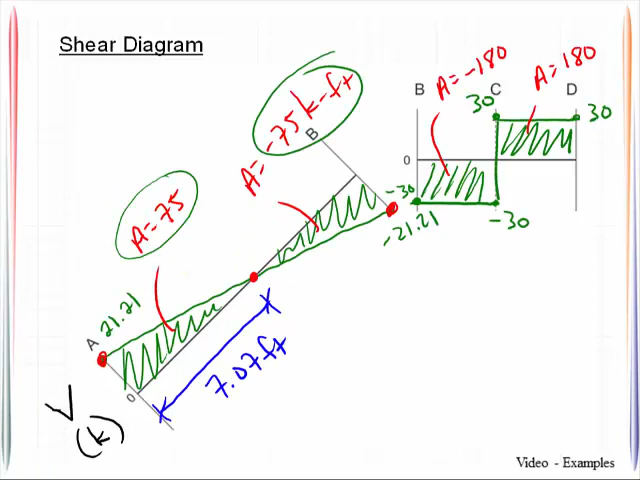 Shear Diagram
A=-75 k-ft
A=-180
A=180
B
C
D
30
30
0
B
-30
-21.21
-30
A=75
A
21.21
0
7.07ft
V
(k)
Video - Examples